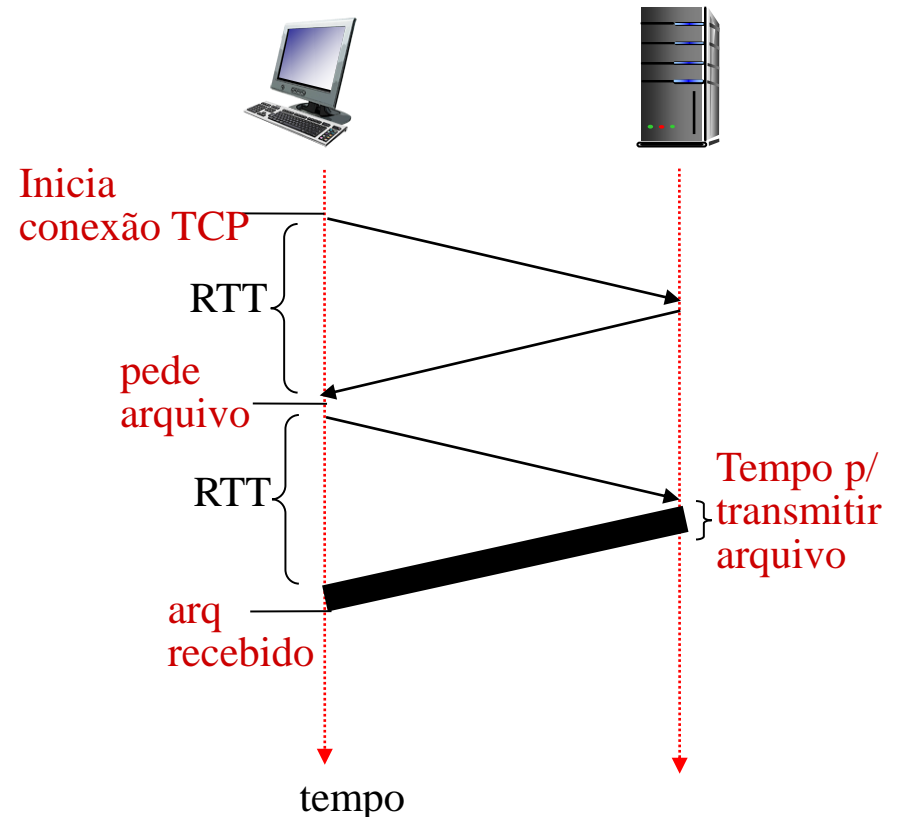 Inicia
conexão TCP
RTT
pede
arquivo
RTT
Tempo p/
transmitir
arquivo
arq
recebido
tempo